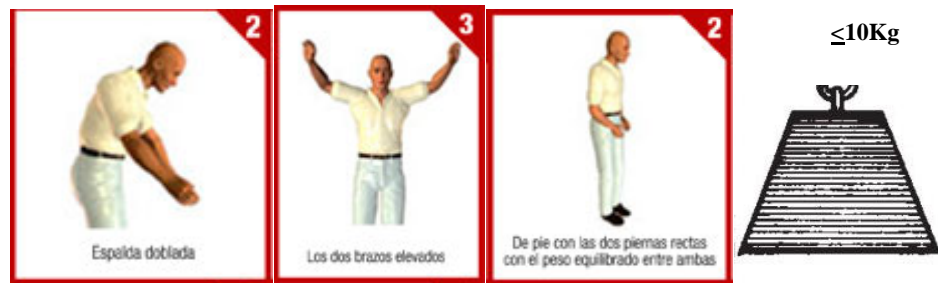 2
Espalda doblada
3
Los dos brazos elevados
2
De pie con las dos piernas rectas
con el peso equilibrado entre ambas
≤10Kg